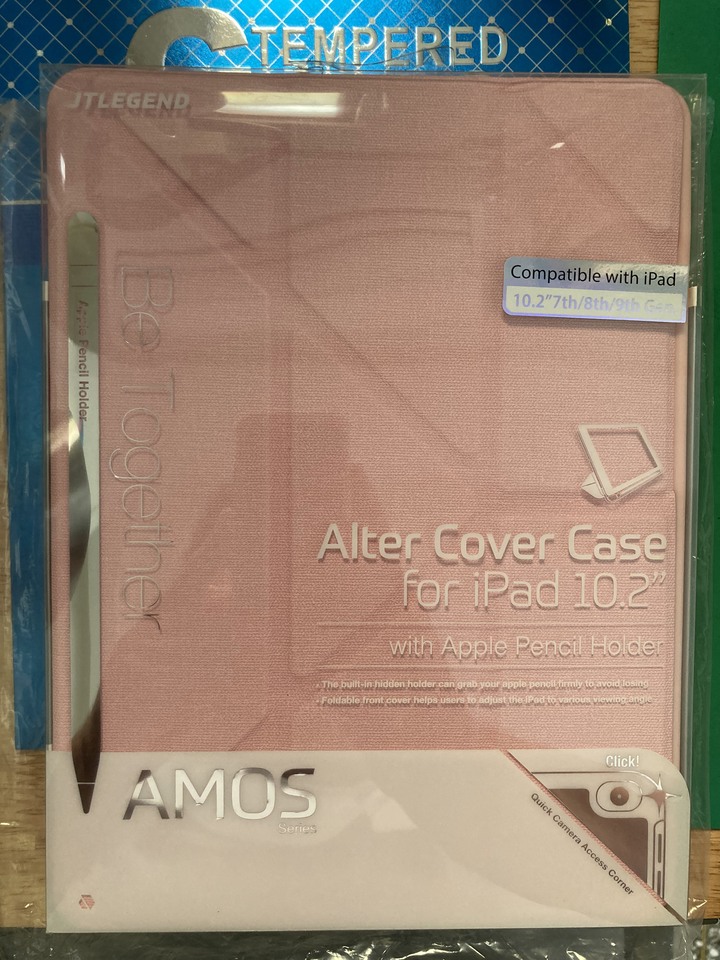 TEMPERED
JTLEGEND
Compatible with iPad
10.2"7th/8th/9th Gen
Apple Pencil Holder
Be Together
Alter Cover Case
for iPad 10.2”
with Apple Pencil Holder
• The built-in hidden holder can grab your apple pencil firmly to avoid losing
• Foldable front cover helps users to adjust the iPad to various viewing angle
Click!
Quick Camera Access Corner
AMOS
Series